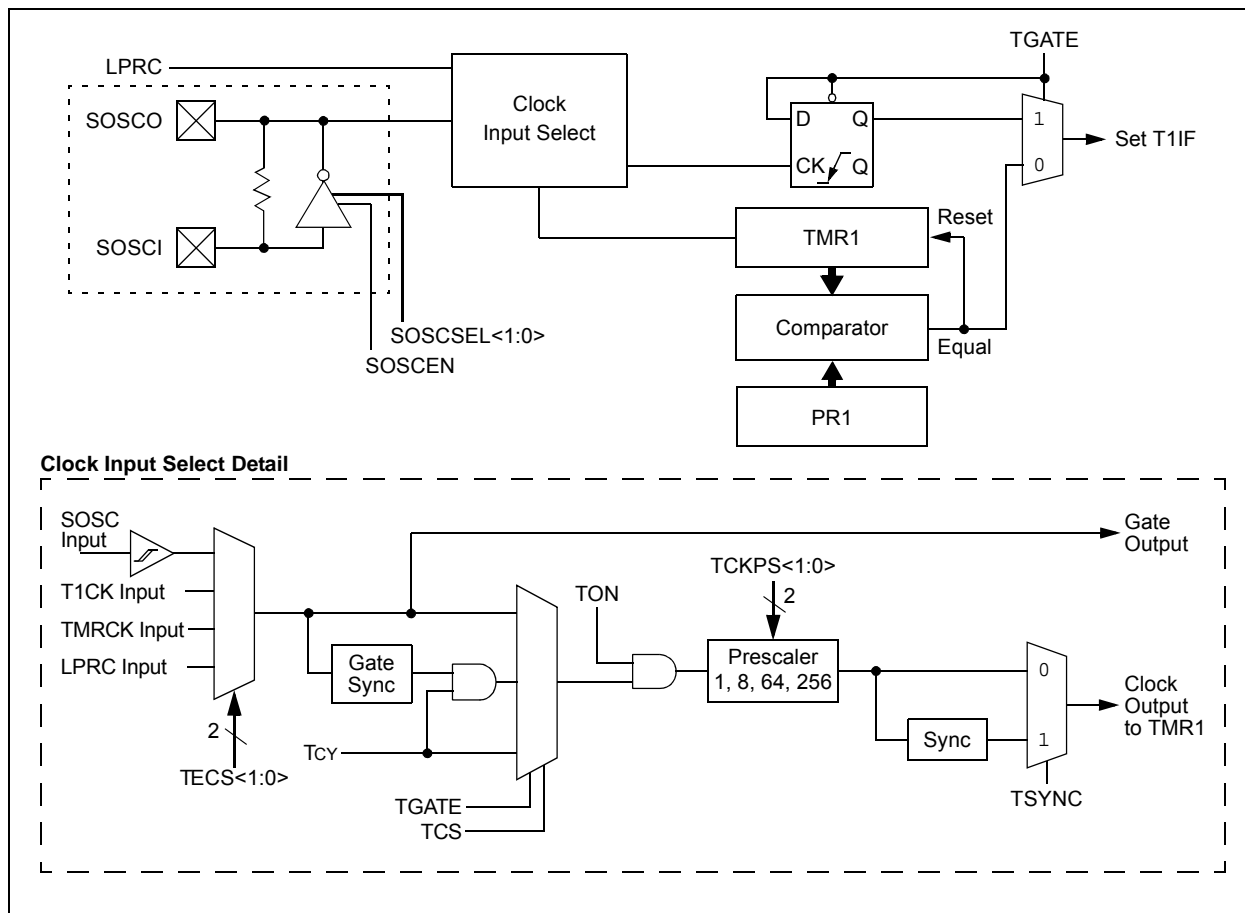 TGATE
LPRC
Clock
Input Select
SOSCO
D Q
CK Q
1
0
Set T1IF
SOSCI
Reset
TMR1
Comparator
Equal
SOSCSEL<1:0>
SOSCEN
PR1
Clock Input Select Detail
SOSC
Input
T1CK Input
TMRCK Input
LPRC Input
2
TECS<1:0>
Gate
Sync
TCY
TGATE
TCS
TON
TCKPS<1:0>
2
Prescaler
1, 8, 64, 256
Gate
Output
0
1
Sync
Clock
Output
to TMR1
TSYNC